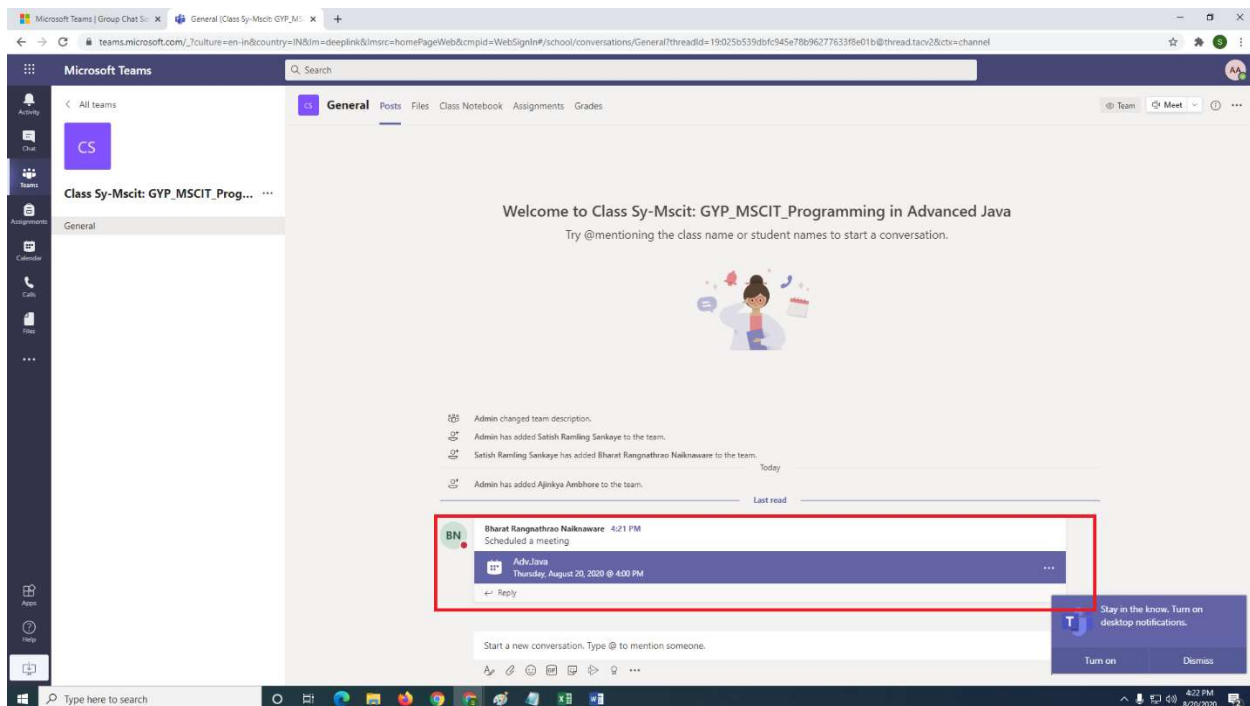 Microsoft Teams | Group Chat So
General (Class Sy-Mscit: GYP_MS
teams.microsoft.com/_?culture=en-in&country=IN&lm=deeplink&lmsrc=homePageWeb&cmpid=WebSignIn#/school/conversations/General?threadId=19:025b539dbfc945e78b96277633f8e01b@thread.tacv2&ctx=channel
S
Microsoft Teams
Search
AA
Activity
Chat
Teams
Assignments
Calendar
Calls
Files
Apps
Help
All teams
CS
Class Sy-Mscit: GYP_MSCIT_Prog...
General
CS
General Posts Files Class Notebook Assignments Grades
Team
Meet
Welcome to Class Sy-Mscit: GYP_MSCIT_Programming in Advanced Java
Try @mentioning the class name or student names to start a conversation.
Admin changed team description.
Admin has added Satish Ramling Sankaye to the team.
Satish Ramling Sankaye has added Bharat Rangnathrao Naiknaware to the team.
Today
Admin has added Ajinkya Ambhore to the team.
Last read
BN
Bharat Rangnathrao Naiknaware 4:21 PM
Scheduled a meeting
Adv.Java
Thursday, August 20, 2020 @ 4:00 PM
Reply
Start a new conversation. Type @ to mention someone.
GIF
Stay in the know. Turn on
desktop notifications.
Turn on
Dismiss
Type here to search
4:22 PM
8/20/2020